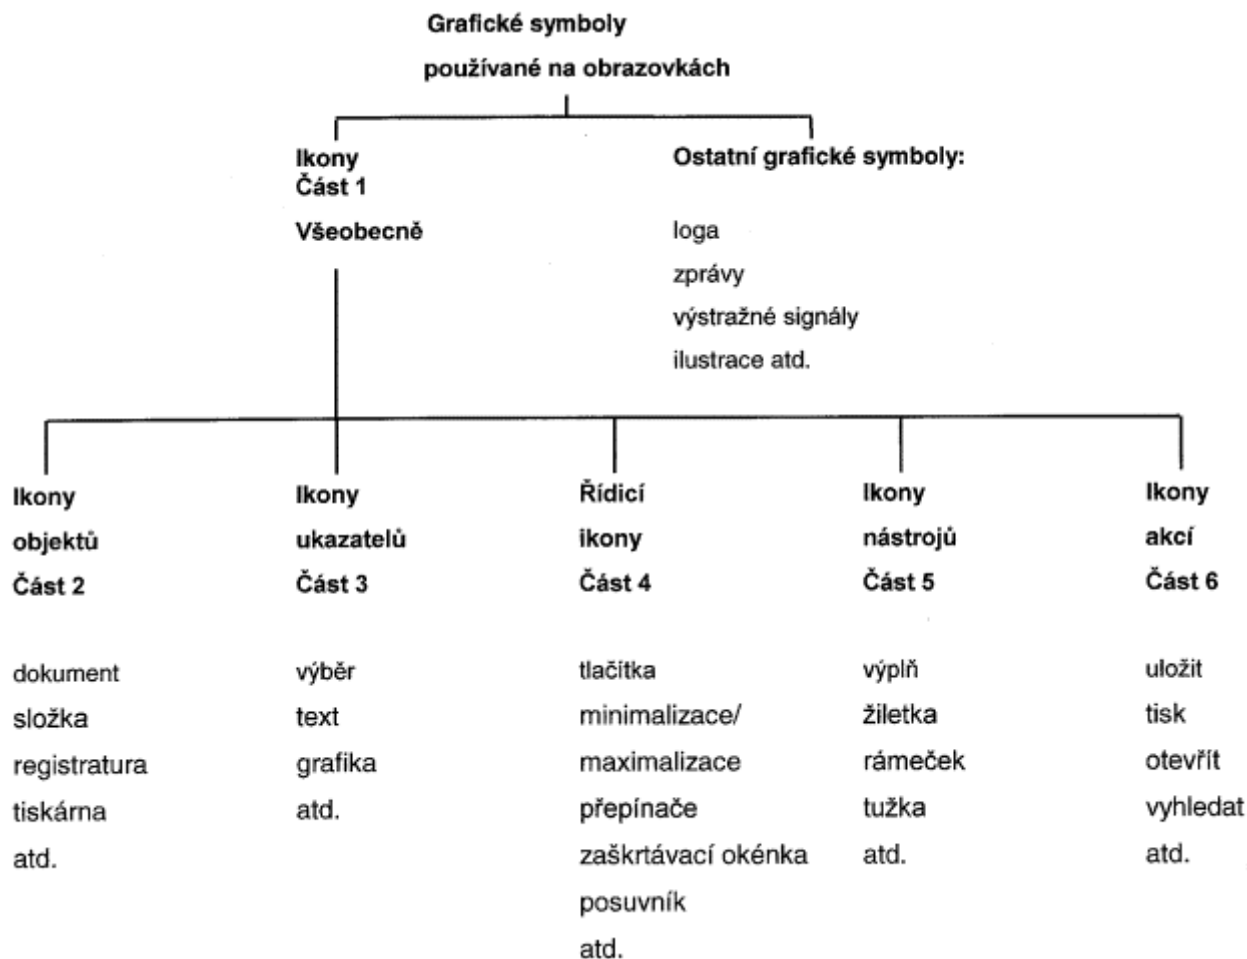 Grafické symboly
používané na obrazovkách
Ikony
Část 1
Všeobecně
Ostatní grafické symboly:
loga
zprávy
výstražné signály
ilustrace atd.
Ikony
objektů
Část 2
dokument
složka
registratura
tiskárna
atd.
Ikony
ukazatelů
Část 3
výběr
text
grafika
atd.
Řídicí
ikony
Část 4
tlačítka
minimalizace/
maximalizace
přepínače
zaškrtávací okénka
posuvník
atd.
Ikony
nástrojů
Část 5
výplň
žiletka
rámeček
tužka
atd.
Ikony
akcí
Část 6
uložit
tisk
otevřít
vyhledat
atd.